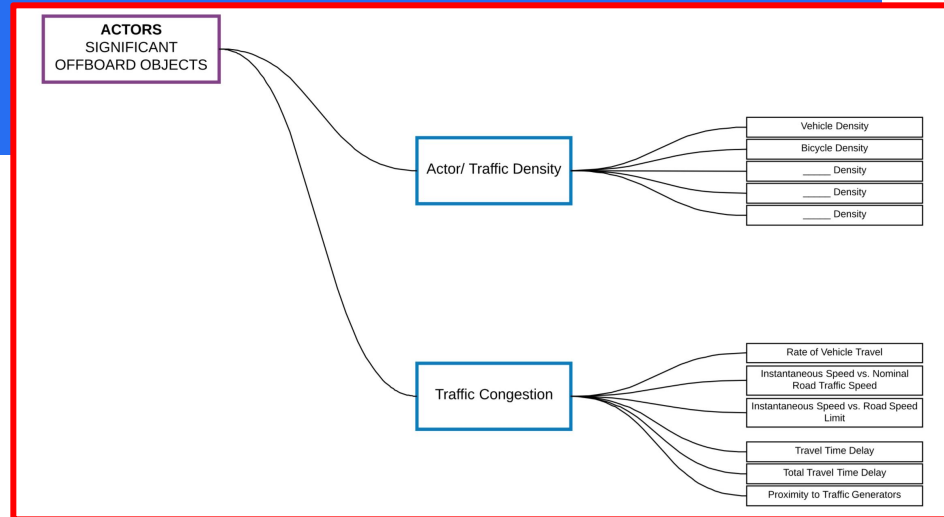 ACTORS
SIGNIFICANT
OFFBOARD OBJECTS
Actor/ Traffic Density
Vehicle Density
Bicycle Density
_____ Density
_____ Density
_____ Density
Traffic Congestion
Rate of Vehicle Travel
Instantaneous Speed vs. Nominal
Road Traffic Speed
Instantaneous Speed vs. Road Speed
Limit
Travel Time Delay
Total Travel Time Delay
Proximity to Traffic Generators